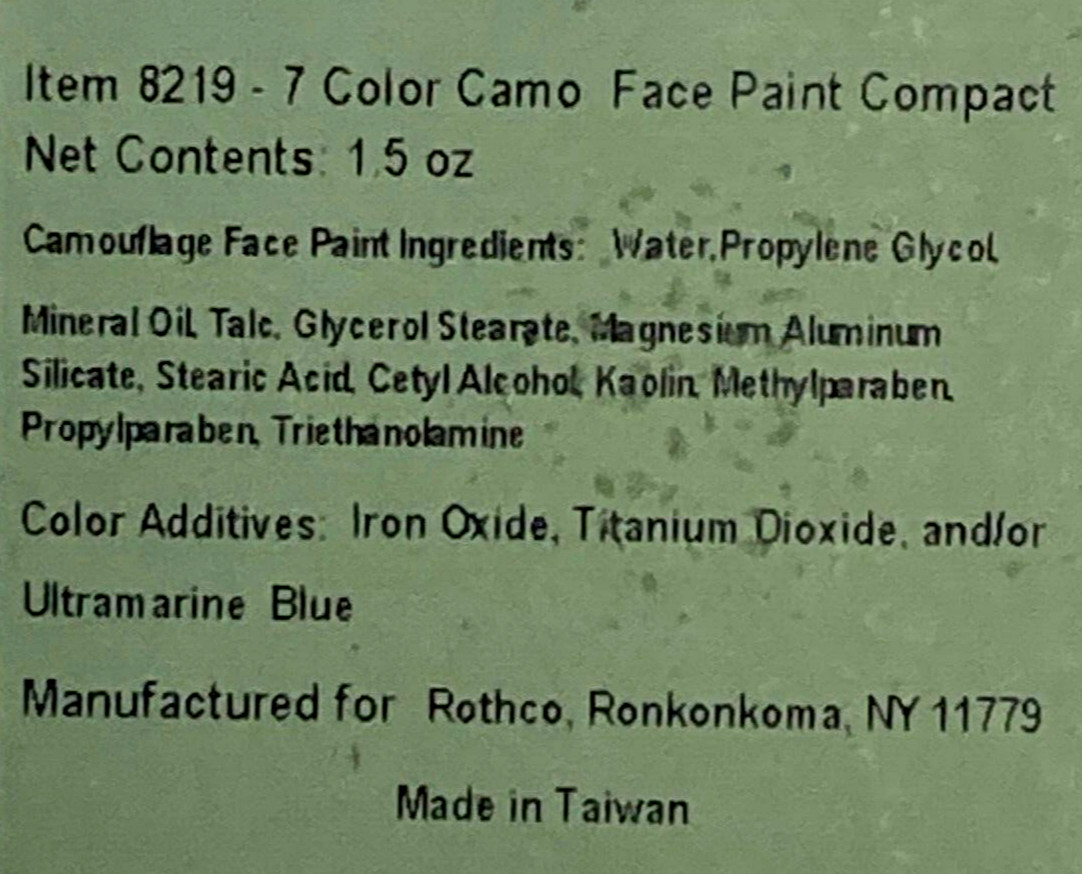 Item 8219 - 7 Color Camo Face Paint Compact
Net Contents: 1.5 oz
Camouflage Face Paint Ingredients: Water, Propylene Glycol,
Mineral Oil, Talc, Glycerol Stearate, Magnesium Aluminum
Silicate, Stearic Acid, Cetyl Alcohol, Kaolin, Methylparaben,
Propylparaben, Triethanolamine
Color Additives: Iron Oxide, Titanium Dioxide, and/or
Ultramarine Blue
Manufactured for Rothco, Ronkonkoma, NY 11779
Made in Taiwan